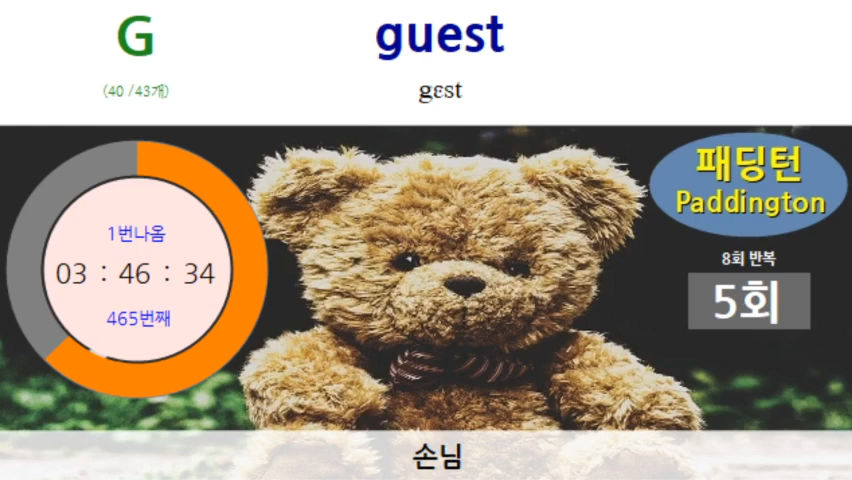 G
guest
(40 /43개)
gɛst
1번나옴
03 : 46 : 34
465번째
패딩턴
Paddington
8회 반복
5회
손님